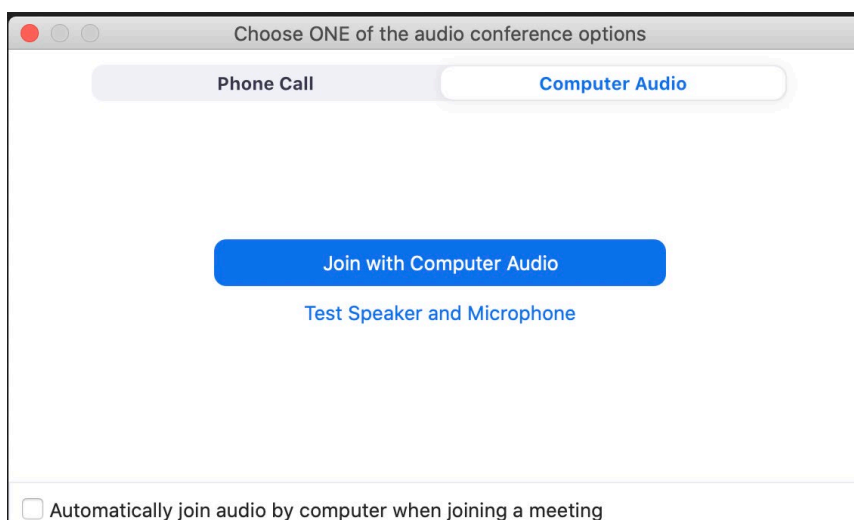 Choose ONE of the audio conference options
Phone Call Computer Audio
Join with Computer Audio
Test Speaker and Microphone
Automatically join audio by computer when joining a meeting